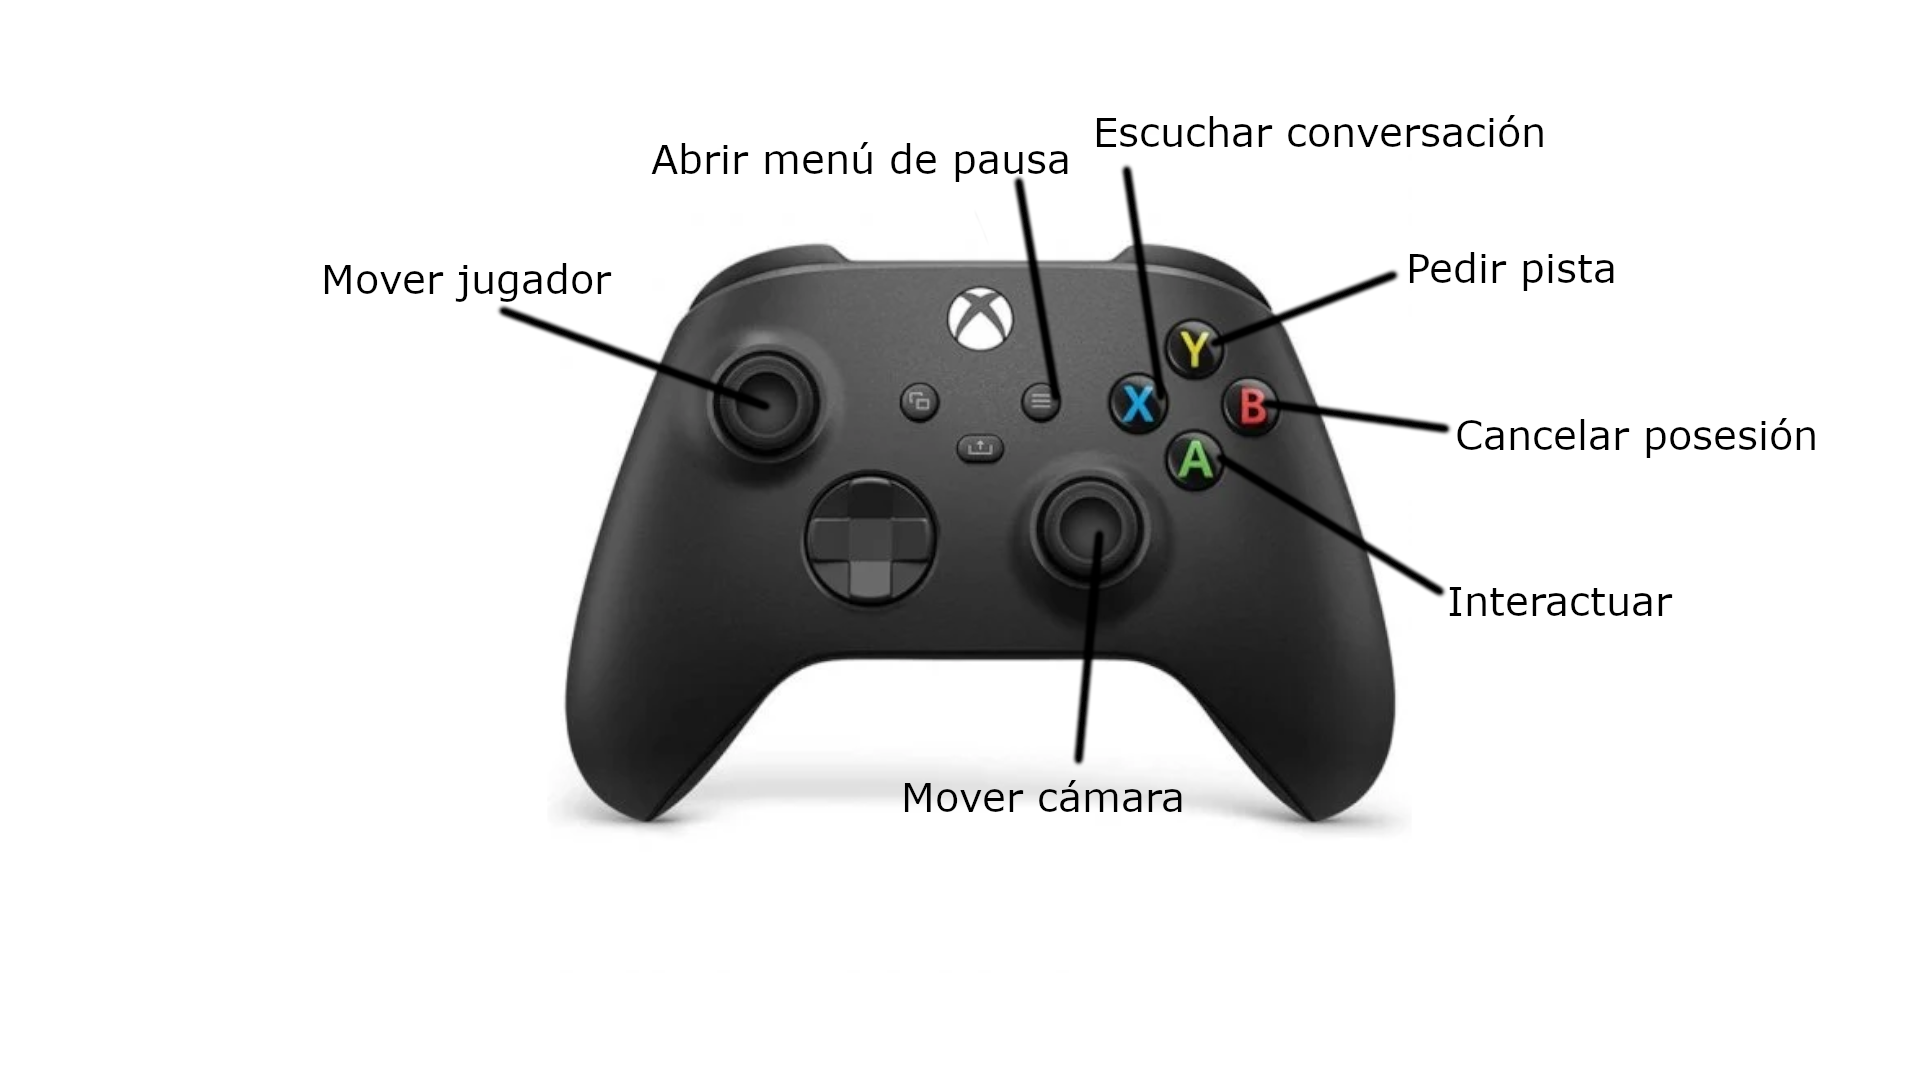 Escuchar conversación
Abrir menú de pausa
Pedir pista
Mover jugador
Y
X
B
Cancelar posesión
A
Interactuar
Mover cámara